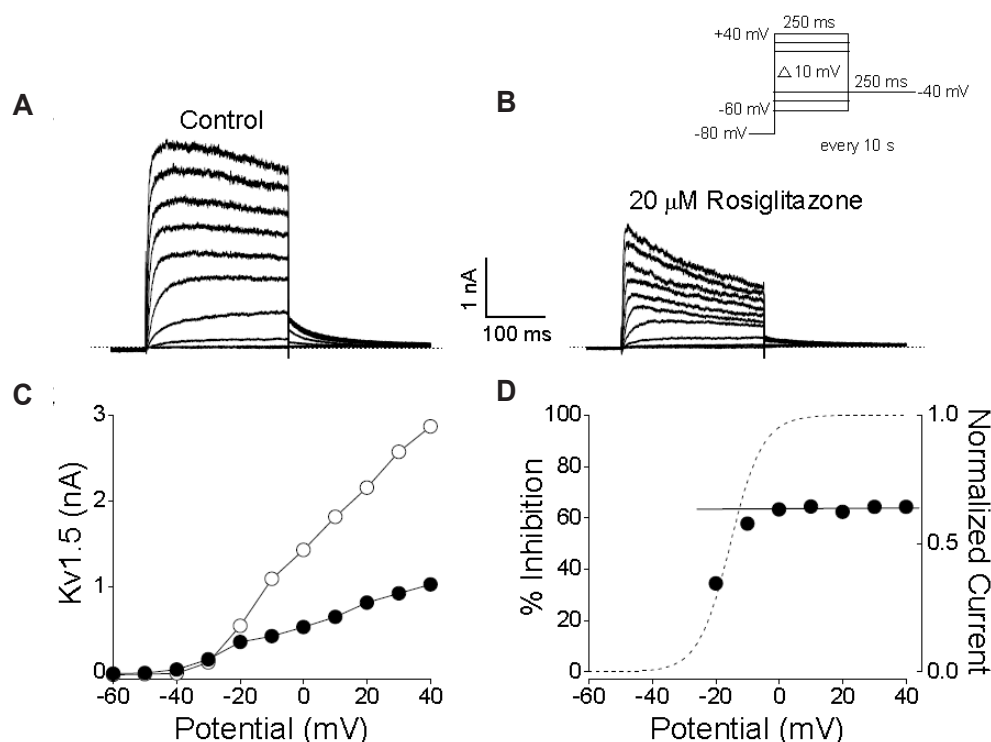 250 ms
+40 mV
△ 10 mV
250 ms
-40 mV
-60 mV
-80 mV
every 10 s
A
Control
B
20 μM Rosiglitazone
1 nA
100 ms
C
3
2
1
0
Kv1.5 (nA)
-60
-40
-20
0
20
40
Potential (mV)
D
100
80
60
40
20
0
% Inhibition
1.0
0.5
0.0
Normalized Current
-60
-40
-20
0
20
40
Potential (mV)